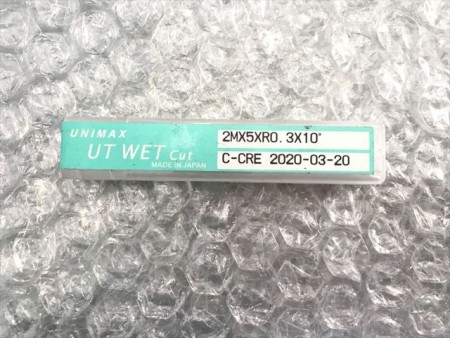 UNIMAX
UT WET Cut
MADE IN JAPAN
2MX5XR0.3X10°
C-CRE 2020-03-20